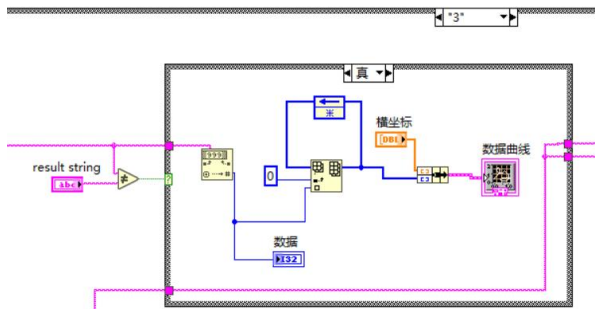 "3"
真
横坐标
DBL
数据曲线
result string
abc
0
数据
I32